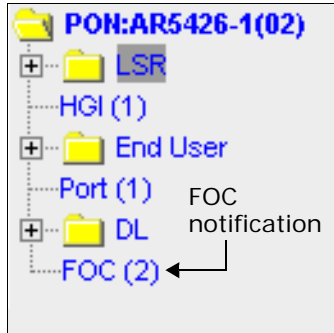 PON:AR5426-1(02)
LSR
HGI (1)
End User
Port (1)
DL
FOC (2)
FOC
notification